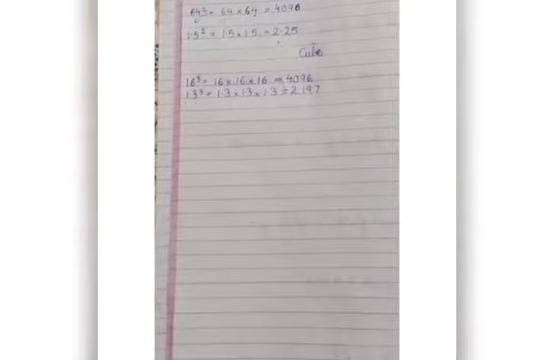 64² = 64 × 64 = 4096
1.5² = 1.5 × 1.5 = 2.25
Cube
16³ = 16 × 16 × 16 = 4096
1.3³ = 1.3 × 1.3 × 1.3 = 2.197